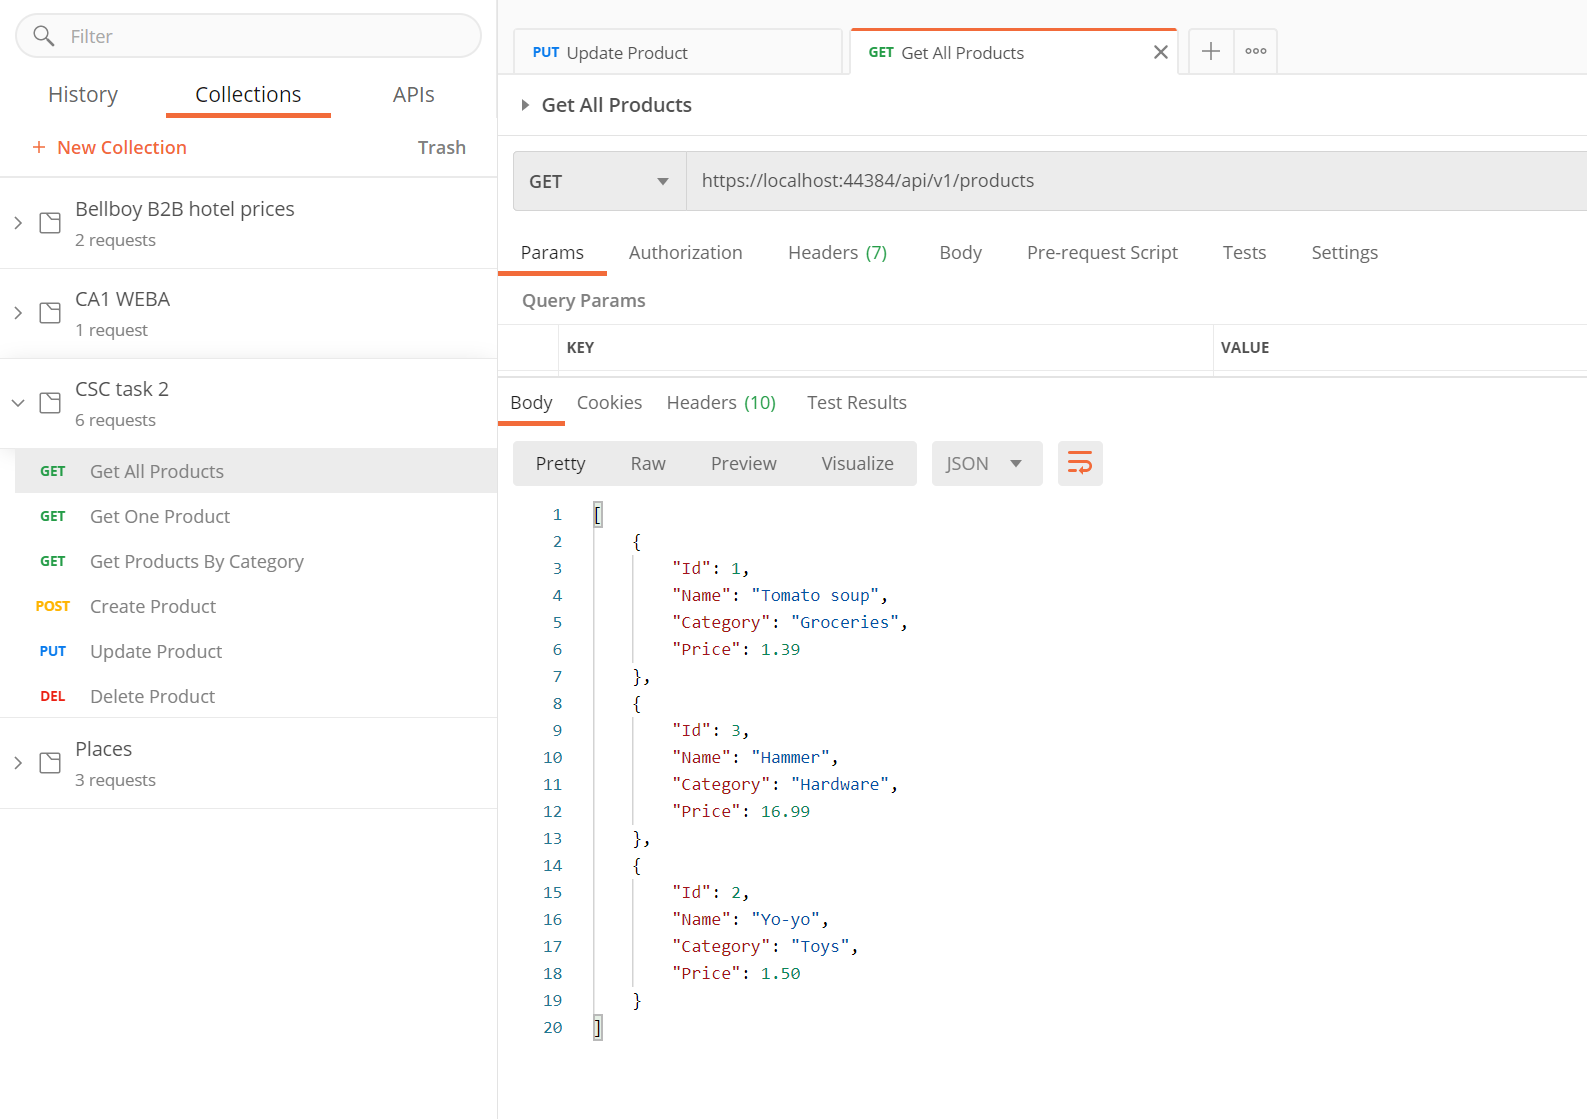 Filter
History
Collections
APIs
+ New Collection
Trash
Bellboy B2B hotel prices
2 requests
CA1 WEBA
1 request
CSC task 2
6 requests
GET Get All Products
GET Get One Product
GET Get Products By Category
POST Create Product
PUT Update Product
DEL Delete Product
Places
3 requests
PUT Update Product
GET Get All Products
Get All Products
GET
https://localhost:44384/api/v1/products
Params
Authorization
Headers (7)
Body
Pre-request Script
Tests
Settings
Query Params
KEY
VALUE
Body
Cookies
Headers (10)
Test Results
Pretty
Raw
Preview
Visualize
JSON
1 [
2 {
3 "Id": 1,
4 "Name": "Tomato soup",
5 "Category": "Groceries",
6 "Price": 1.39
7 },
8 {
9 "Id": 3,
10 "Name": "Hammer",
11 "Category": "Hardware",
12 "Price": 16.99
13 },
14 {
15 "Id": 2,
16 "Name": "Yo-yo",
17 "Category": "Toys",
18 "Price": 1.50
19 }
20 ]